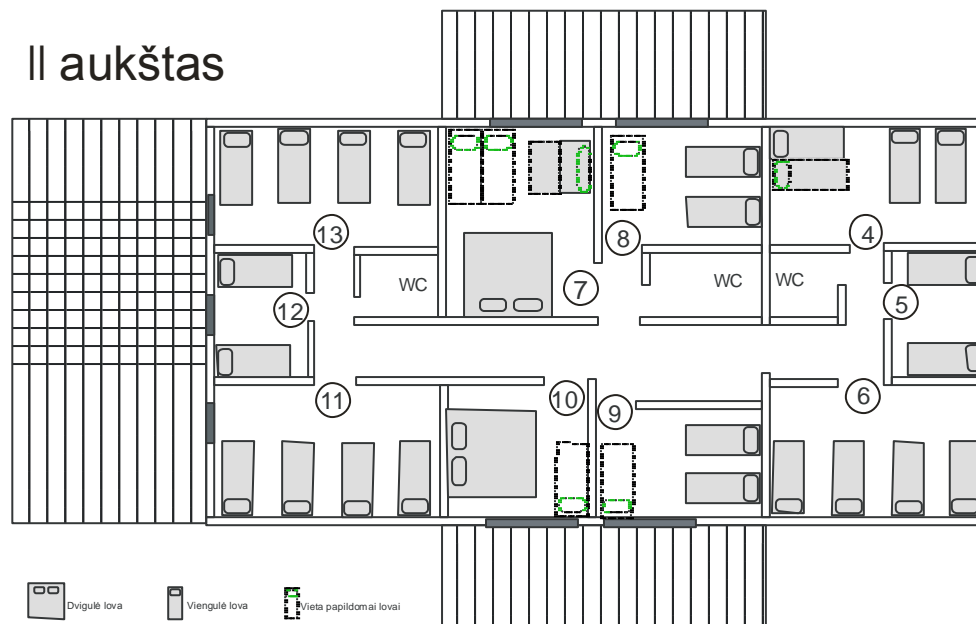 II aukštas
13
8
4
WC
7
WC
WC
12
5
11
10
9
6
Dvigulė lova
Viengulė lova
Vieta papildomai lovai